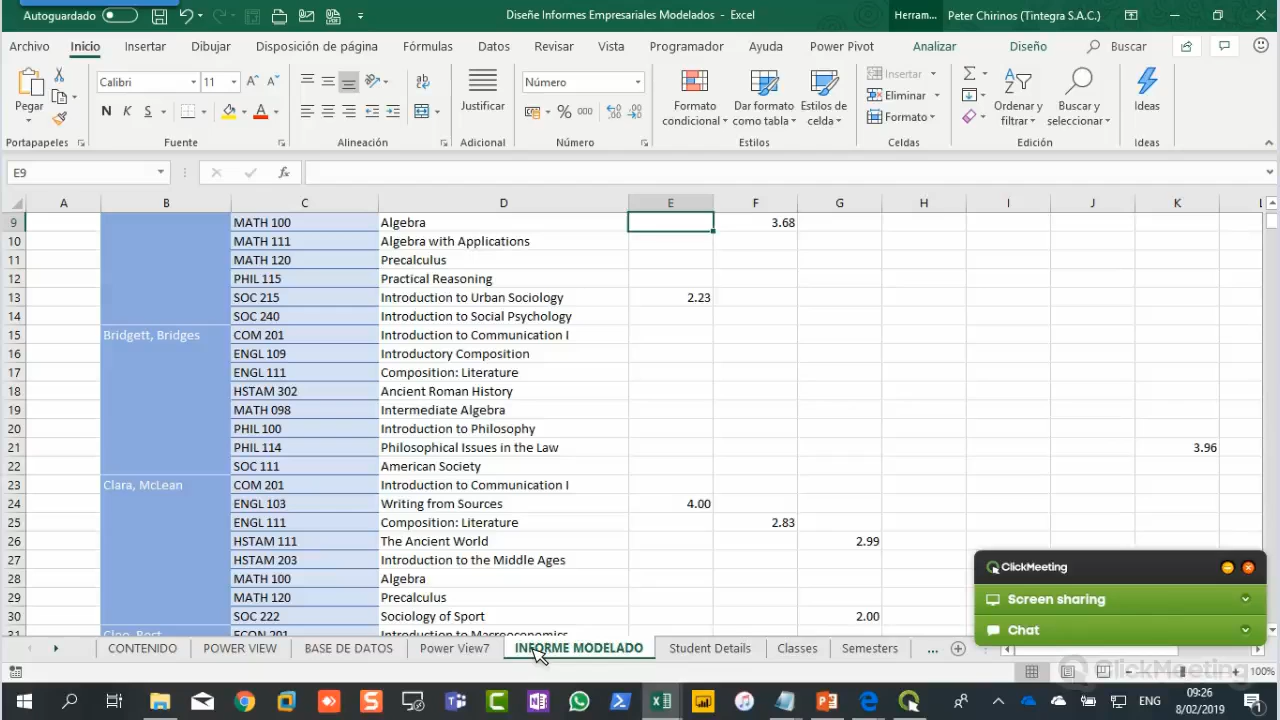 Autoguardado
Diseñe Informes Empresariales Modelados - Excel
Herram...
Peter Chirinos (Tintegra S.A.C.)
Archivo Inicio Insertar Dibujar Disposición de página Fórmulas Datos Revisar Vista Programador Ayuda Power Pivot Analizar Diseño Buscar
Pegar
Calibri 11
N K S
Justificar
Número
% 000
Formato condicional
Dar formato como tabla
Estilos de celda
Insertar
Eliminar
Formato
Ordenar y filtrar
Buscar y seleccionar
Ideas
Portapapeles Fuente Alineación Adicional Número Estilos Celdas Edición Ideas
E9 fx
A B C D E F G H I J K L
9 MATH 100 Algebra 3.68
10 MATH 111 Algebra with Applications
11 MATH 120 Precalculus
12 PHIL 115 Practical Reasoning
13 SOC 215 Introduction to Urban Sociology 2.23
14 SOC 240 Introduction to Social Psychology
15 Bridgett, Bridges COM 201 Introduction to Communication I
16 ENGL 109 Introductory Composition
17 ENGL 111 Composition: Literature
18 HSTAM 302 Ancient Roman History
19 MATH 098 Intermediate Algebra
20 PHIL 100 Introduction to Philosophy
21 PHIL 114 Philosophical Issues in the Law 3.96
22 SOC 111 American Society
23 Clara, McLean COM 201 Introduction to Communication I
24 ENGL 103 Writing from Sources 4.00
25 ENGL 111 Composition: Literature 2.83
26 HSTAM 111 The Ancient World 2.99
27 HSTAM 203 Introduction to the Middle Ages
28 MATH 100 Algebra
29 MATH 120 Precalculus
30 SOC 222 Sociology of Sport 2.00
31 Cleo, Best ECON 201 Introduction to Macroeconomics
ClickMeeting
Screen sharing
Chat
CONTENIDO POWER VIEW BASE DE DATOS Power View7 INFORME MODELADO Student Details Classes Semesters ...
ClickMeeting
100%
ENG
09:26
8/02/2019
1